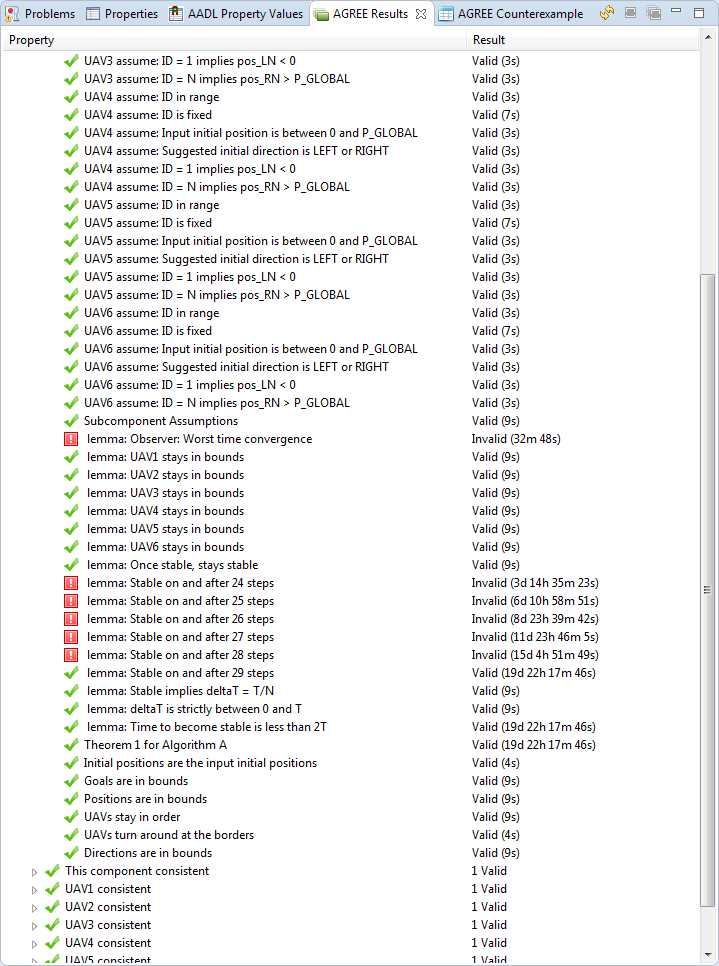 Problems Properties AADL Property Values AGREE Results AGREE Counterexample
Property Result
UAV3 assume: ID = 1 implies pos_LN < 0 Valid (3s)
UAV3 assume: ID = N implies pos_RN > P_GLOBAL Valid (3s)
UAV4 assume: ID in range Valid (3s)
UAV4 assume: ID is fixed Valid (7s)
UAV4 assume: Input initial position is between 0 and P_GLOBAL Valid (3s)
UAV4 assume: Suggested initial direction is LEFT or RIGHT Valid (3s)
UAV4 assume: ID = 1 implies pos_LN < 0 Valid (3s)
UAV4 assume: ID = N implies pos_RN > P_GLOBAL Valid (3s)
UAV5 assume: ID in range Valid (3s)
UAV5 assume: ID is fixed Valid (7s)
UAV5 assume: Input initial position is between 0 and P_GLOBAL Valid (3s)
UAV5 assume: Suggested initial direction is LEFT or RIGHT Valid (3s)
UAV5 assume: ID = 1 implies pos_LN < 0 Valid (3s)
UAV5 assume: ID = N implies pos_RN > P_GLOBAL Valid (3s)
UAV6 assume: ID in range Valid (3s)
UAV6 assume: ID is fixed Valid (7s)
UAV6 assume: Input initial position is between 0 and P_GLOBAL Valid (3s)
UAV6 assume: Suggested initial direction is LEFT or RIGHT Valid (3s)
UAV6 assume: ID = 1 implies pos_LN < 0 Valid (3s)
UAV6 assume: ID = N implies pos_RN > P_GLOBAL Valid (3s)
Subcomponent Assumptions Valid (9s)
lemma: Observer: Worst time convergence Invalid (32m 48s)
lemma: UAV1 stays in bounds Valid (9s)
lemma: UAV2 stays in bounds Valid (9s)
lemma: UAV3 stays in bounds Valid (9s)
lemma: UAV4 stays in bounds Valid (9s)
lemma: UAV5 stays in bounds Valid (9s)
lemma: UAV6 stays in bounds Valid (9s)
lemma: Once stable, stays stable Valid (9s)
lemma: Stable on and after 24 steps Invalid (3d 14h 35m 23s)
lemma: Stable on and after 25 steps Invalid (6d 10h 58m 51s)
lemma: Stable on and after 26 steps Invalid (8d 23h 39m 42s)
lemma: Stable on and after 27 steps Invalid (11d 23h 46m 5s)
lemma: Stable on and after 28 steps Invalid (15d 4h 51m 49s)
lemma: Stable on and after 29 steps Valid (19d 22h 17m 46s)
lemma: Stable implies deltaT = T/N Valid (9s)
lemma: deltaT is strictly between 0 and T Valid (9s)
lemma: Time to become stable is less than 2T Valid (19d 22h 17m 46s)
Theorem 1 for Algorithm A Valid (19d 22h 17m 46s)
Initial positions are the input initial positions Valid (4s)
Goals are in bounds Valid (9s)
Positions are in bounds Valid (9s)
UAVs stay in order Valid (9s)
UAVs turn around at the borders Valid (4s)
Directions are in bounds Valid (9s)
This component consistent 1 Valid
UAV1 consistent 1 Valid
UAV2 consistent 1 Valid
UAV3 consistent 1 Valid
UAV4 consistent 1 Valid
UAV5 consistent 1 Valid